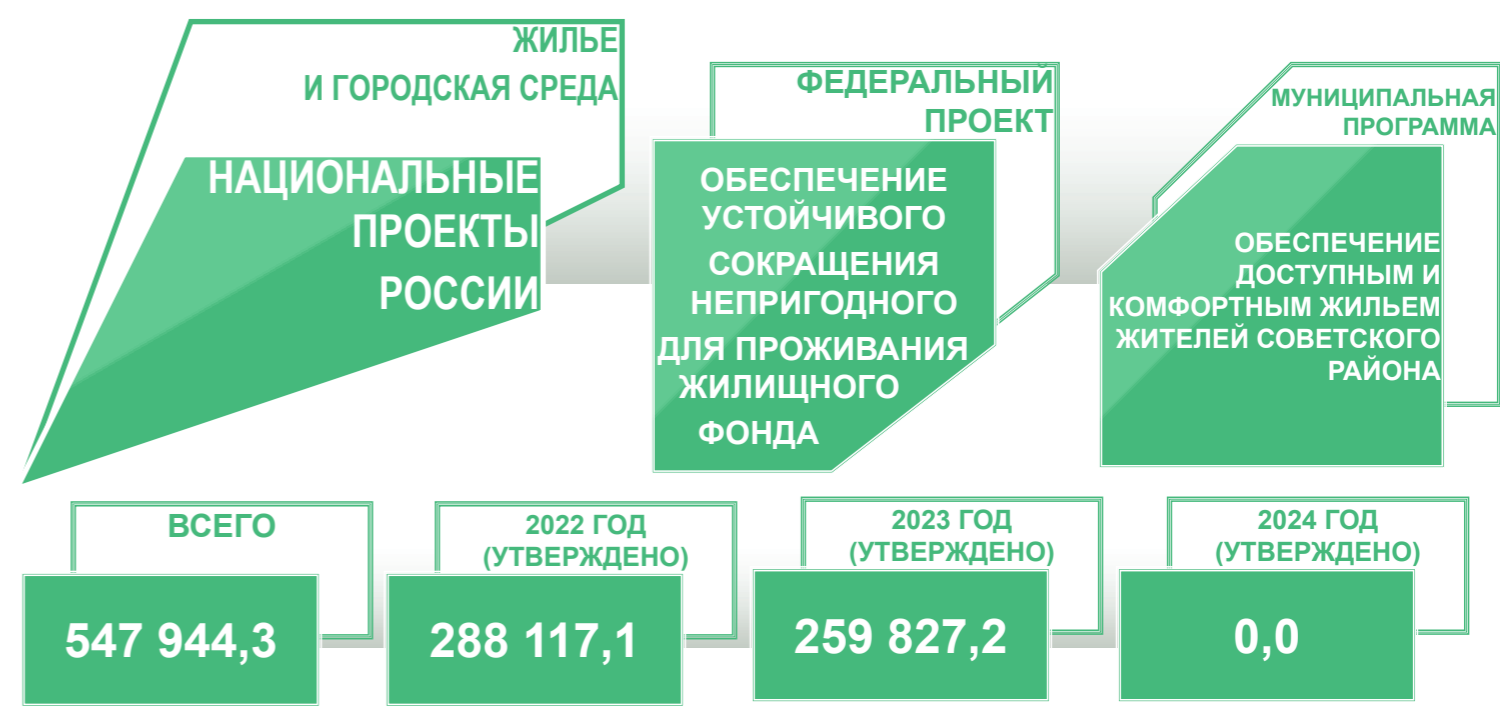 ЖИЛЬЕ
И ГОРОДСКАЯ СРЕДА
НАЦИОНАЛЬНЫЕ
ПРОЕКТЫ
РОССИИ
ФЕДЕРАЛЬНЫЙ
ПРОЕКТ
ОБЕСПЕЧЕНИЕ
УСТОЙЧИВОГО
СОКРАЩЕНИЯ
НЕПРИГОДНОГО
ДЛЯ ПРОЖИВАНИЯ
ЖИЛИЩНОГО
ФОНДА
МУНИЦИПАЛЬНАЯ
ПРОГРАММА
ОБЕСПЕЧЕНИЕ
ДОСТУПНЫМ И
КОМФОРТНЫМ ЖИЛЬЕМ
ЖИТЕЛЕЙ СОВЕТСКОГО
РАЙОНА
ВСЕГО
547 944,3
2022 ГОД
(УТВЕРЖДЕНО)
288 117,1
2023 ГОД
(УТВЕРЖДЕНО)
259 827,2
2024 ГОД
(УТВЕРЖДЕНО)
0,0